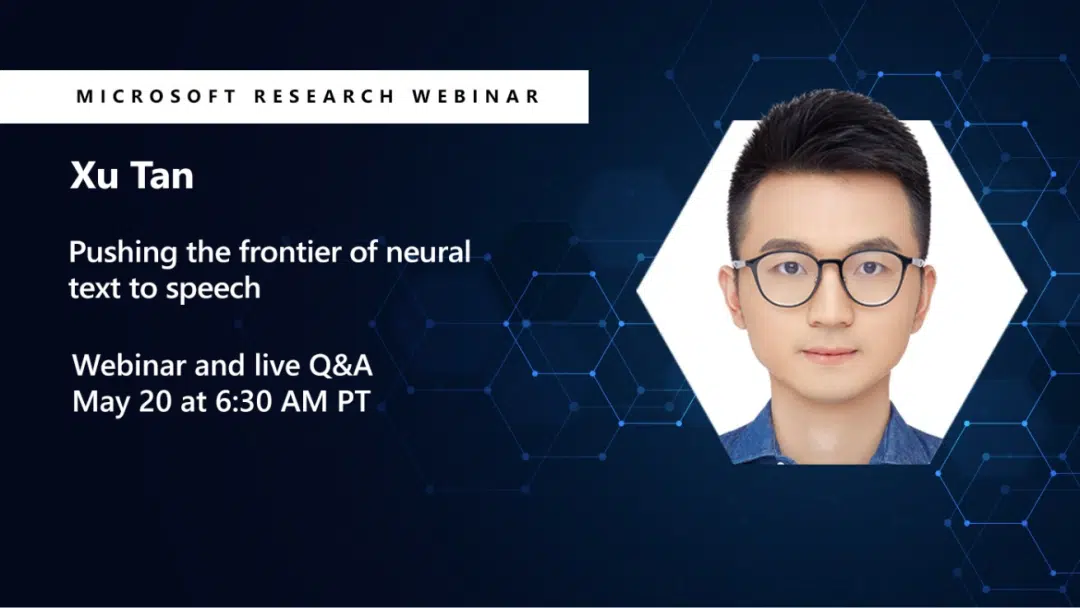 MICROSOFT RESEARCH WEBINAR
Xu Tan
Pushing the frontier of neural
text to speech
Webinar and live Q&A
May 20 at 6:30 AM PT